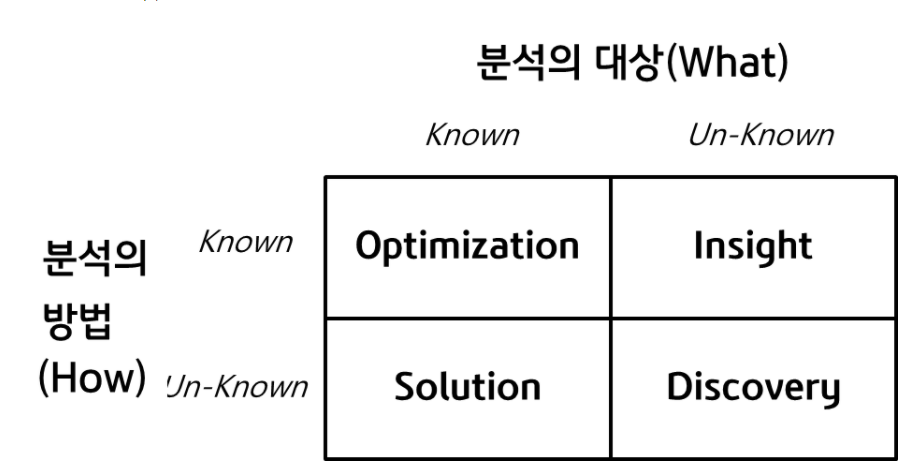 분석의 대상(What)
Known Un-Known
분석의
방법
(How)
Known Optimization Insight
Un-Known Solution Discovery